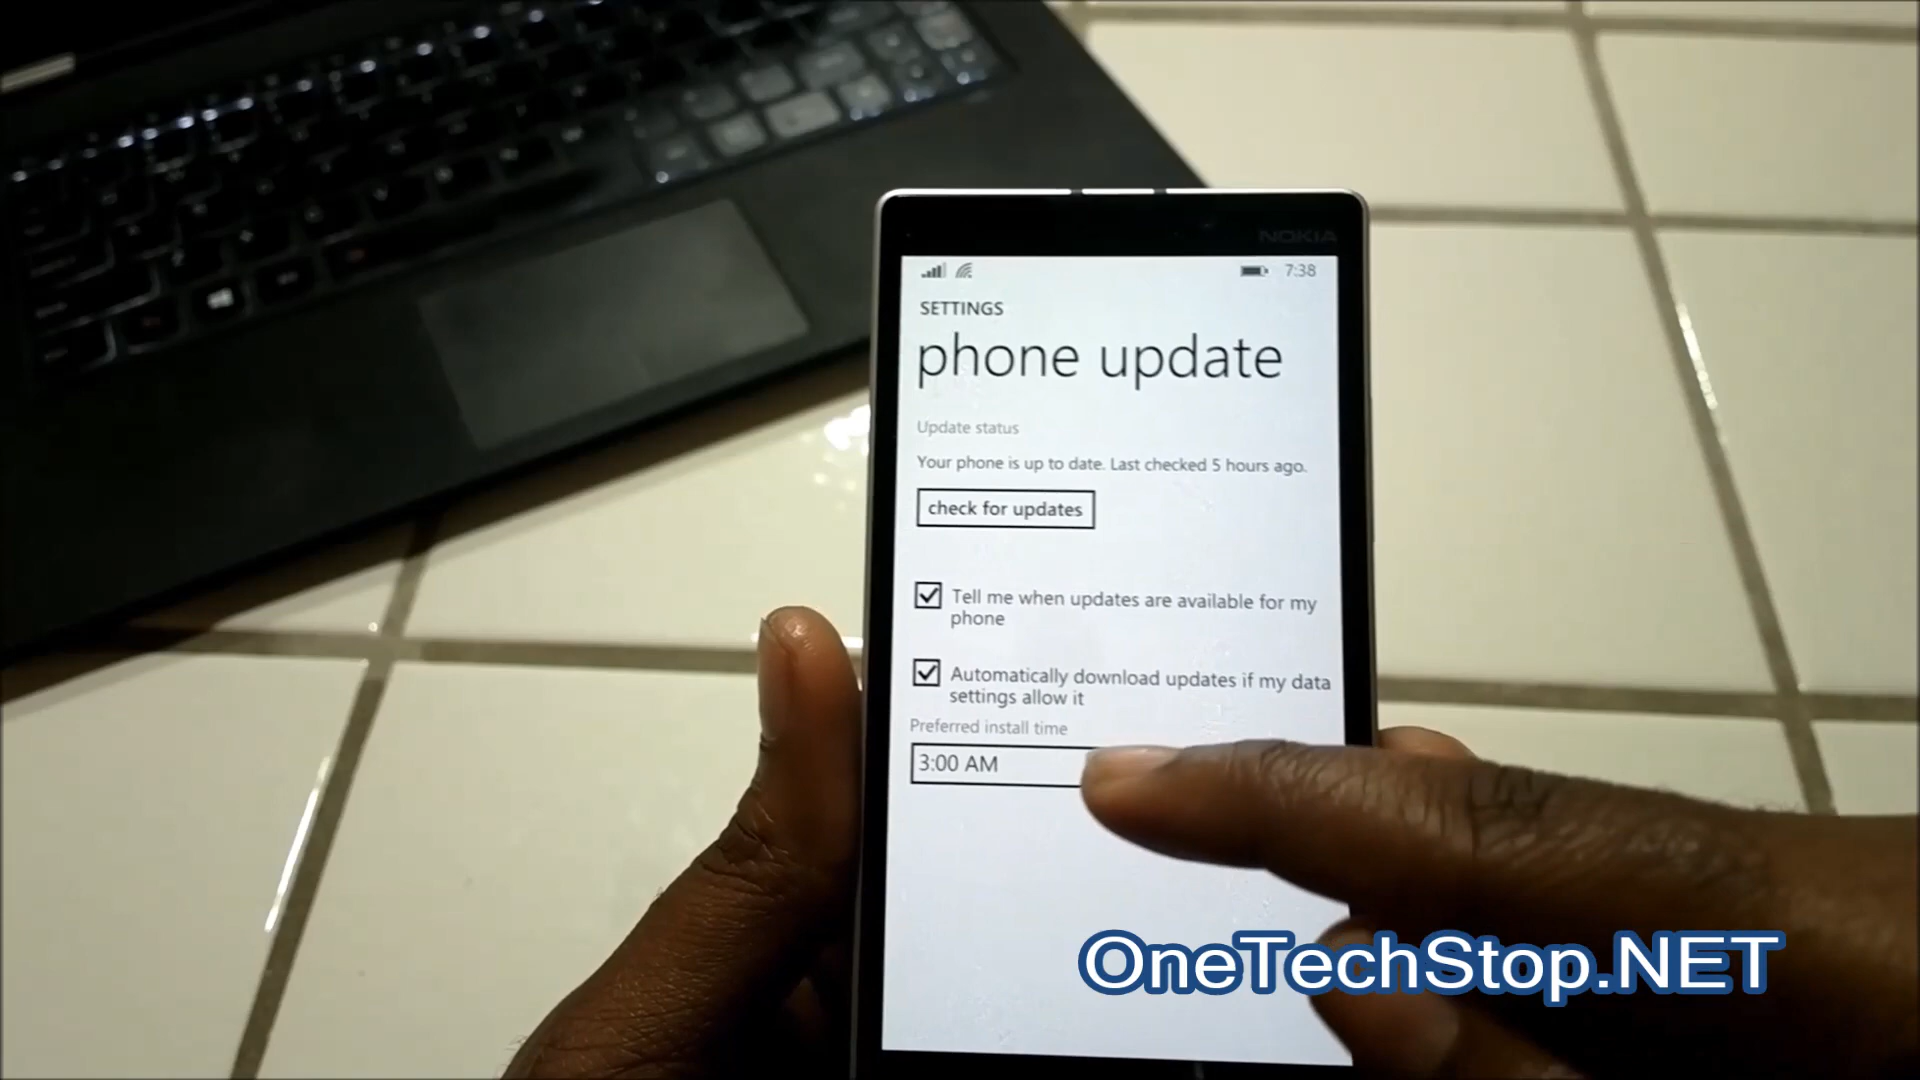 NOKIA
7:38
SETTINGS
phone update
Update status
Your phone is up to date. Last checked 5 hours ago.
check for updates
Tell me when updates are available for my
phone
Automatically download updates if my data
settings allow it
Preferred install time
3:00 AM
OneTechStop.NET